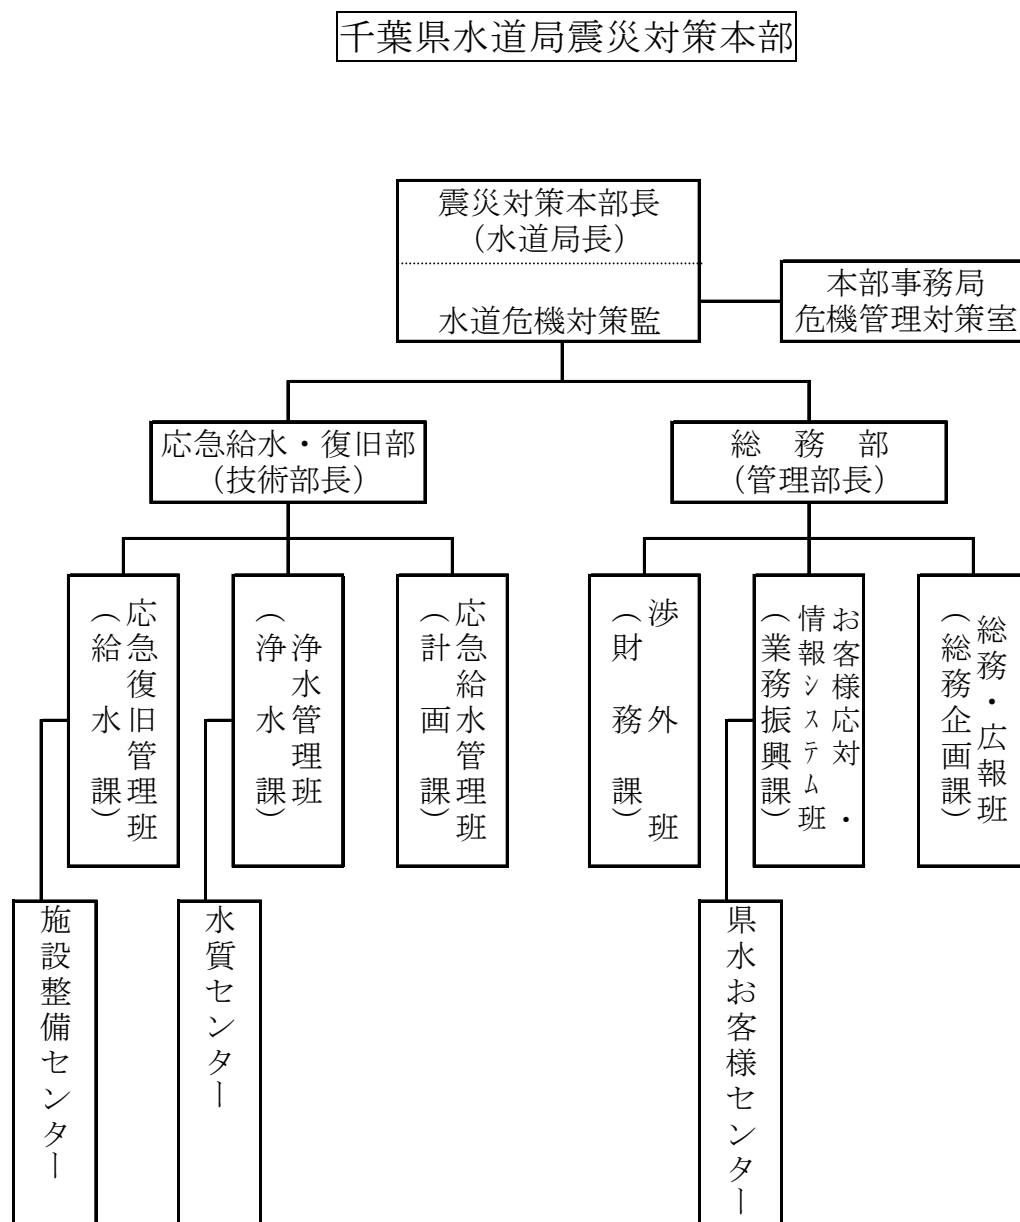 千葉県水道局震災対策本部
震災対策本部長
（水道局長）
水道危機対策監
本部事務局
危機管理対策室
応急給水・復旧部
（技術部長）
総　務　部
（管理部長）
応急復旧管理班
（給　水　課）
浄水管理班
（浄　水　課）
応急給水管理班
（計　画　課）
渉　外　班
（財　務　課）
お客様応対・
情報システム班
（業務振興課）
総務・広報班
（総務企画課）
施設整備センター
水質センター
県水お客様センター